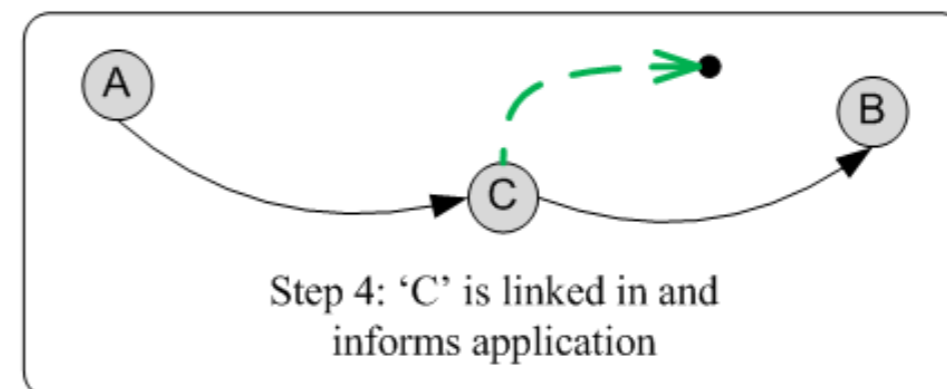 A
B
C
Step 4: ‘C’ is linked in and
informs application